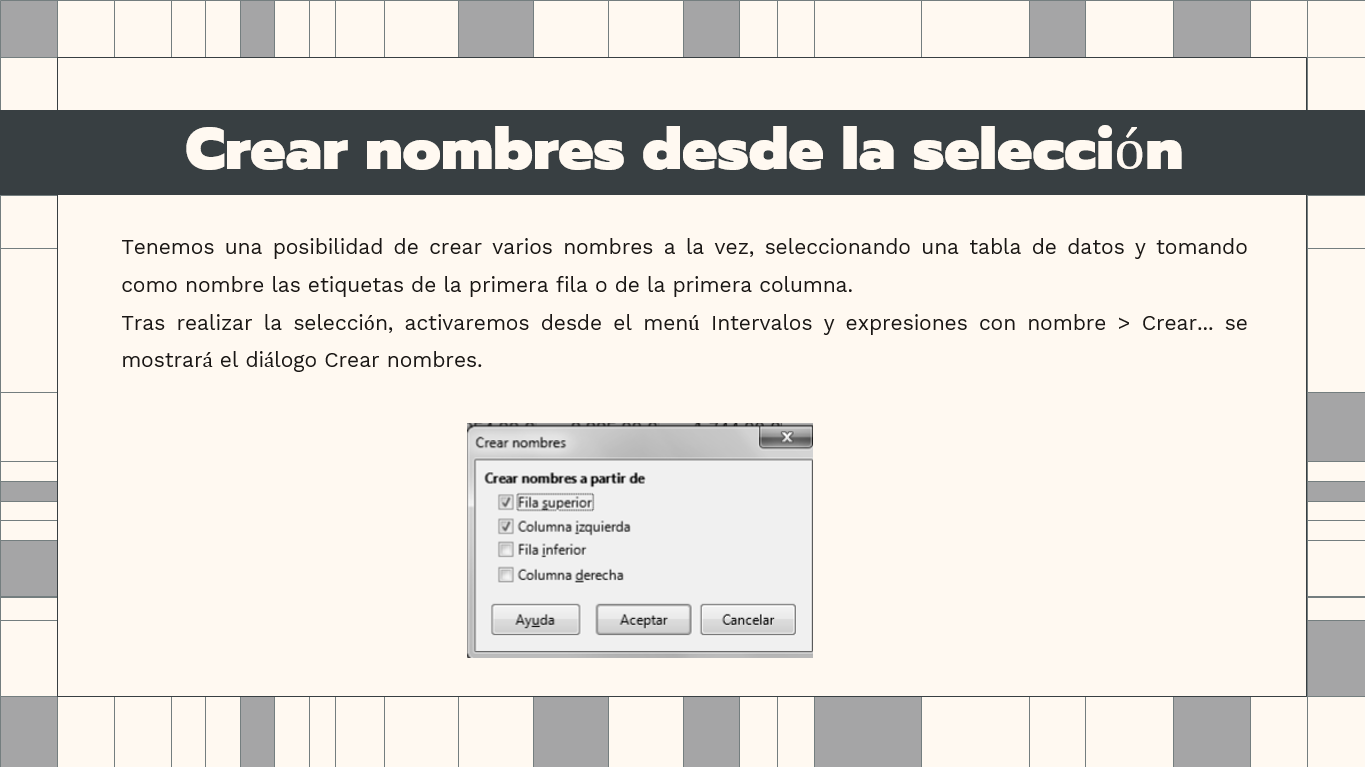 Crear nombres desde la selección
Tenemos una posibilidad de crear varios nombres a la vez, seleccionando una tabla de datos y tomando
como nombre las etiquetas de la primera fila o de la primera columna.
Tras realizar la selección, activaremos desde el menú Intervalos y expresiones con nombre > Crear... se
mostrará el diálogo Crear nombres.
Crear nombres
Crear nombres a partir de
Fila superior
Columna izquierda
Fila inferior
Columna derecha
Ayuda Aceptar Cancelar